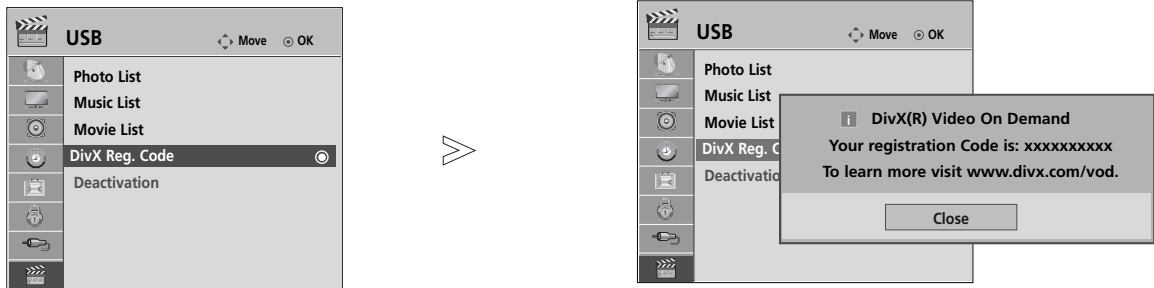 USB
Move
OK
Photo List
Music List
Movie List
DivX Reg. Code
Deactivation
USB
Move
OK
Photo List
Music List
Movie List
DivX Reg. C
Deactivatio
i DivX(R) Video On Demand
Your registration Code is: xxxxxxxxxx
To learn more visit www.divx.com/vod.
Close